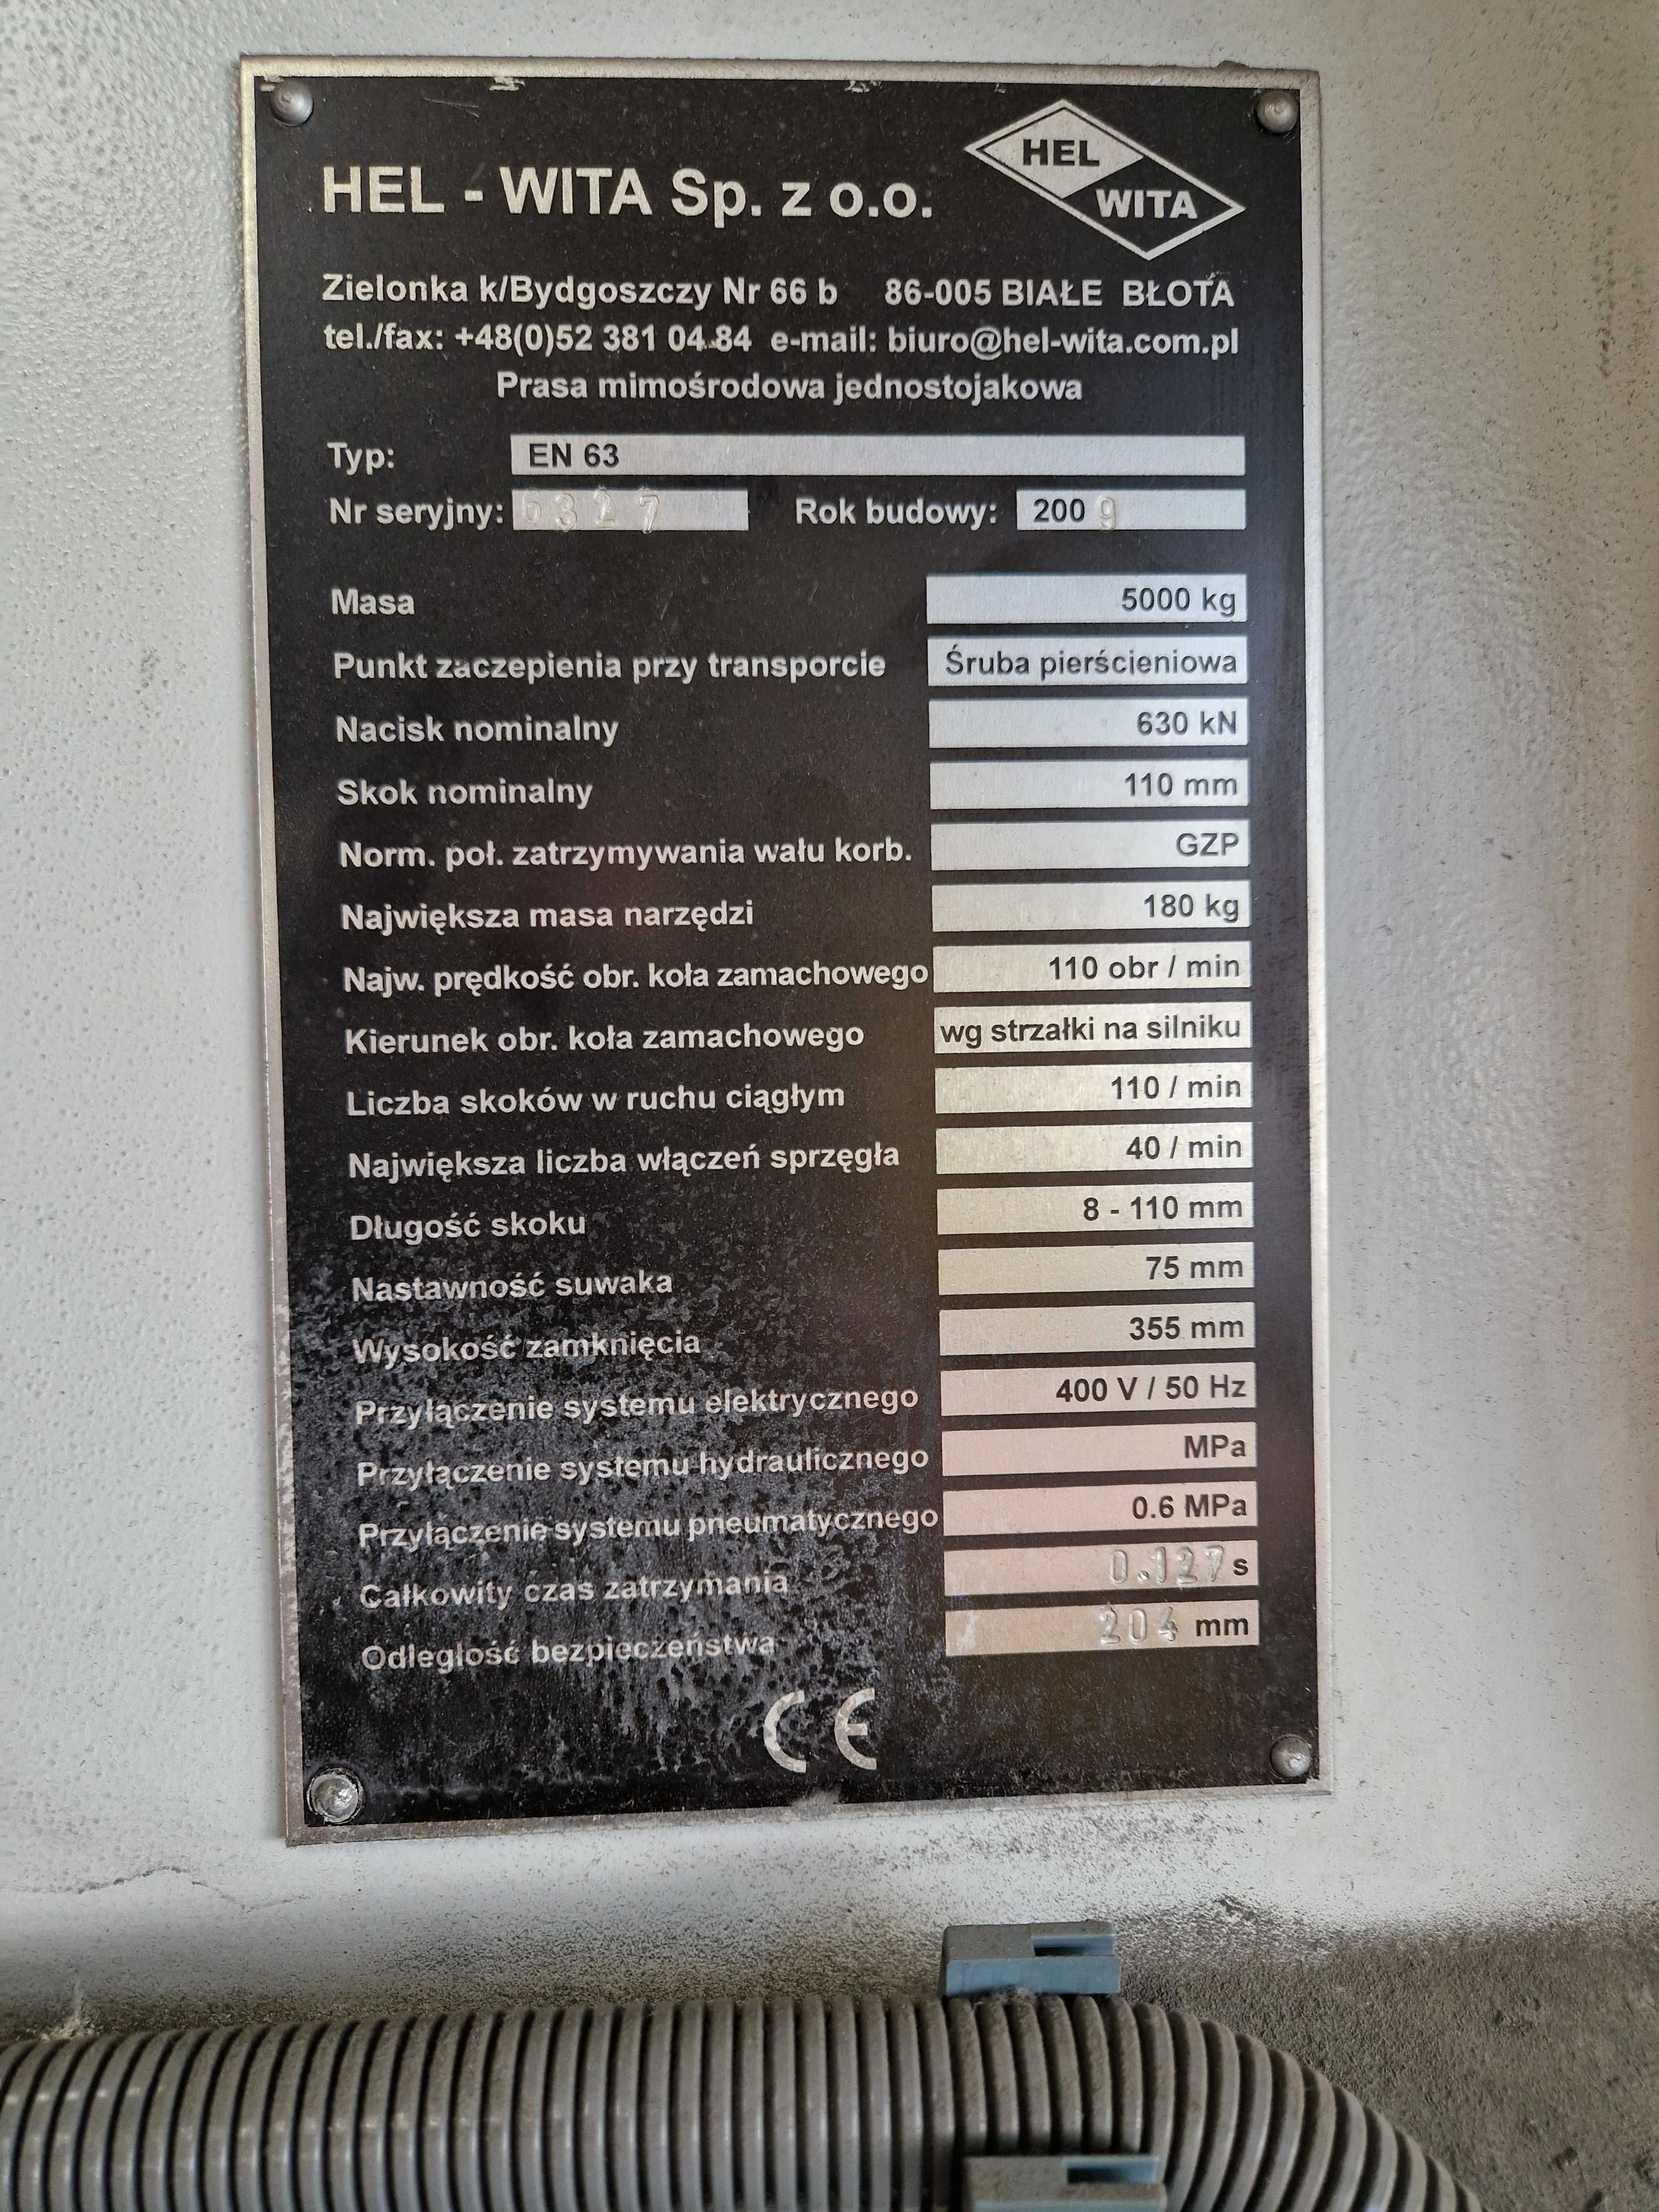 HEL - WITA Sp. z o.o.
HEL
WITA
Zielonka k/Bydgoszczy Nr 66 b 86-005 BIAŁE BŁOTA
tel./fax: +48(0)52 381 04 84 e-mail: biuro@hel-wita.com.pl
Prasa mimośrodowa jednostojakowa
Typ: EN 63
Nr seryjny: 6327 Rok budowy: 2009
Masa 5000 kg
Punkt zaczepienia przy transporcie Śruba pierścieniowa
Nacisk nominalny 630 kN
Skok nominalny 110 mm
Norm. poł. zatrzymywania wału korb. GZP
Największa masa narzędzi 180 kg
Najw. prędkość obr. koła zamachowego 110 obr / min
Kierunek obr. koła zamachowego wg strzałki na silniku
Liczba skoków w ruchu ciągłym 110 / min
Największa liczba włączeń sprzęgła 40 / min
Długość skoku 8 - 110 mm
Nastawność suwaka 75 mm
Wysokość zamknięcia 355 mm
Przyłączenie systemu elektrycznego 400 V / 50 Hz
Przyłączenie systemu hydraulicznego MPa
Przyłączenie systemu pneumatycznego 0.6 MPa
Całkowity czas zatrzymania 0.127 s
Odległość bezpieczeństwa 204 mm
CE